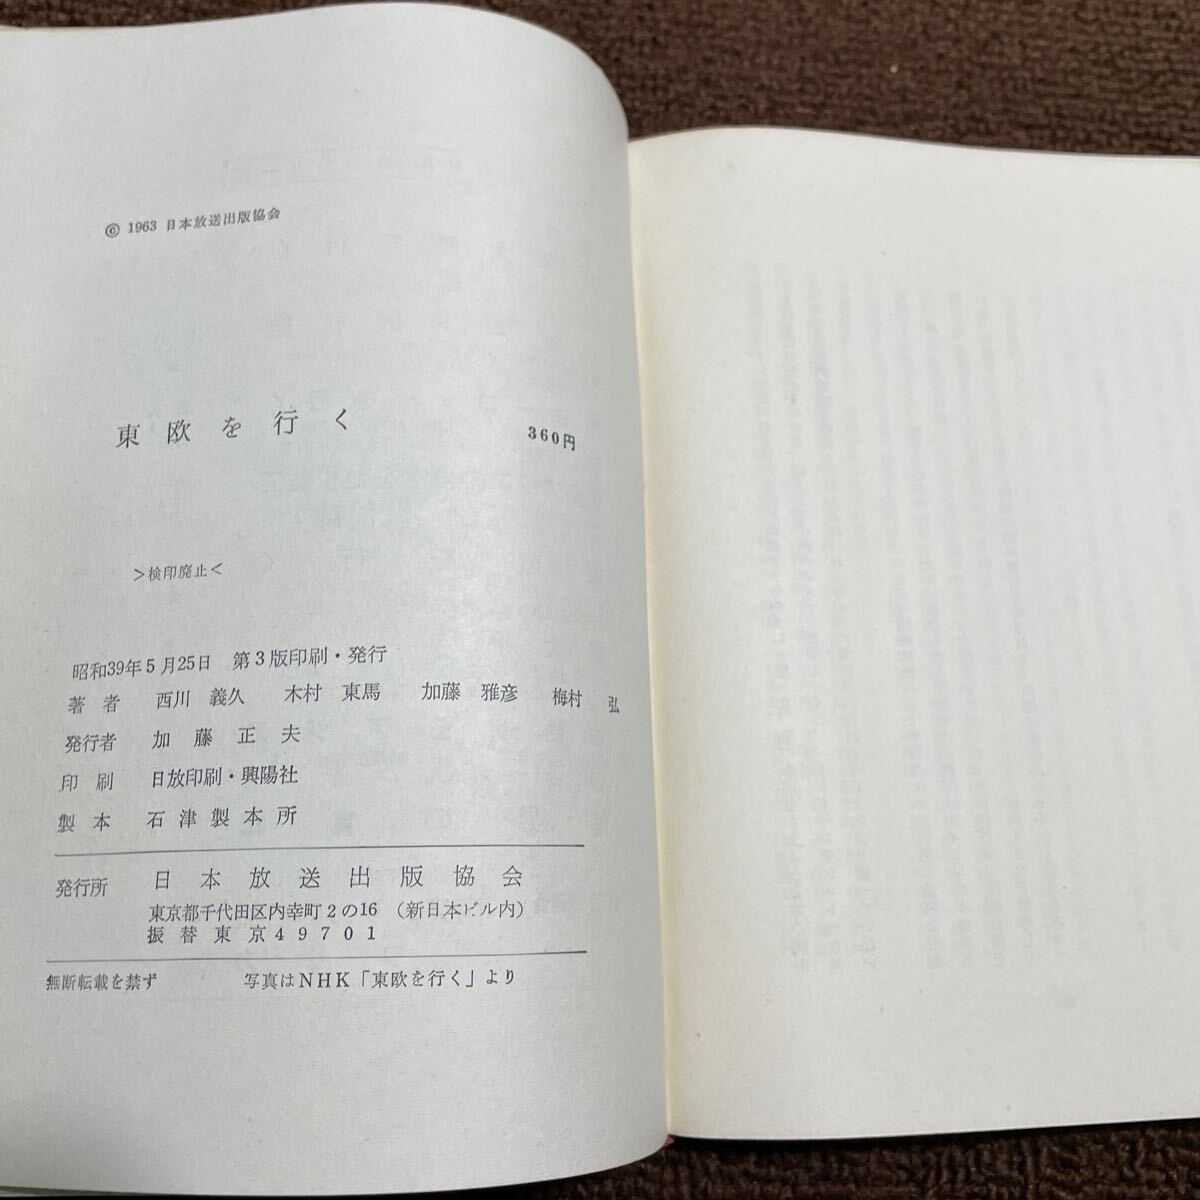 © 1963 日本放送出版協会
東欧を行く 360円
>検印廃止<
昭和39年5月25日 第3版印刷・発行
著者 西川義久 木村東馬 加藤雅彦 梅村弘
発行者 加藤正夫
印刷 日放印刷・興陽社
製本 石津製本所
発行所 日本放送出版協会
東京都千代田区内幸町2の16 (新日本ビル内)
振替東京49701
無断転載を禁ず 写真はNHK「東欧を行く」より